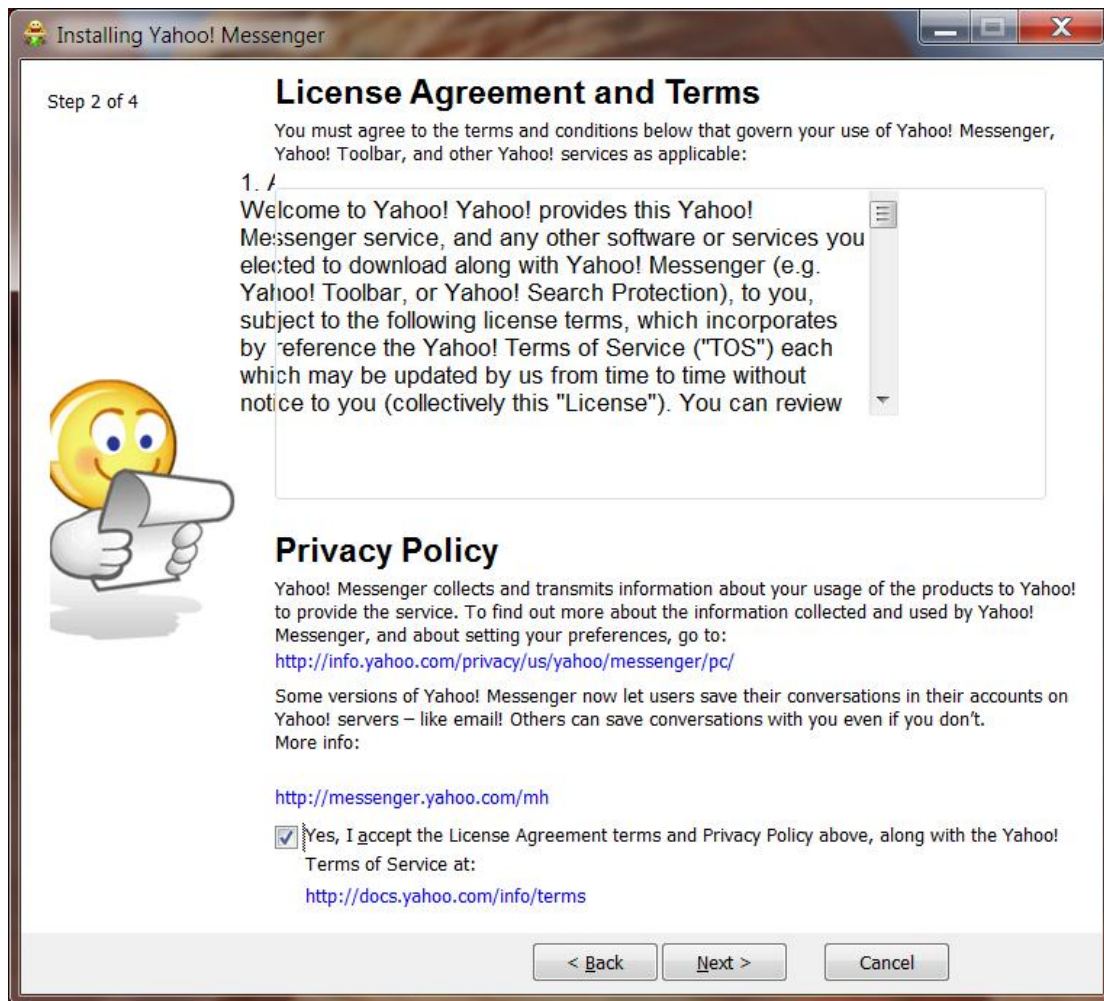 Installing Yahoo! Messenger
X
Step 2 of 4
License Agreement and Terms
You must agree to the terms and conditions below that govern your use of Yahoo! Messenger,
Yahoo! Toolbar, and other Yahoo! services as applicable:
1.
Welcome to Yahoo! Yahoo! provides this Yahoo!
Messenger service, and any other software or services you
elected to download along with Yahoo! Messenger (e.g.
Yahoo! Toolbar, or Yahoo! Search Protection), to you,
subject to the following license terms, which incorporates
by reference the Yahoo! Terms of Service ("TOS") each
which may be updated by us from time to time without
notice to you (collectively this "License"). You can review
Privacy Policy
Yahoo! Messenger collects and transmits information about your usage of the products to Yahoo!
to provide the service. To find out more about the information collected and used by Yahoo!
Messenger, and about setting your preferences, go to:
http://info.yahoo.com/privacy/us/yahoo/messenger/pc/
Some versions of Yahoo! Messenger now let users save their conversations in their accounts on
Yahoo! servers – like email! Others can save conversations with you even if you don’t.
More info:
http://messenger.yahoo.com/mh
Yes, I accept the License Agreement terms and Privacy Policy above, along with the Yahoo!
Terms of Service at:
http://docs.yahoo.com/info/terms
< Back
Next >
Cancel